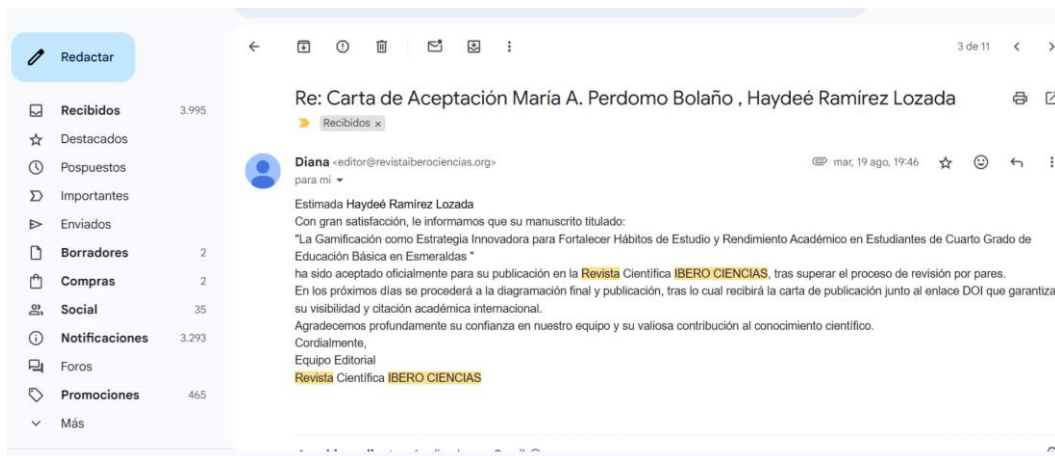 Redactar
3 de 11
Recibidos 3.995
Destacados
Pospuestos
Importantes
Enviados
Borradores 2
Compras 2
Social 35
Notificaciones 3.293
Foros
Promociones 465
Más
Re: Carta de Aceptación María A. Perdomo Bolaño , Haydeé Ramírez Lozada
Recibidos x
Diana <editor@revistaiberociencias.org>
mar, 19 ago, 19:46
para mí
Estimada Haydeé Ramírez Lozada
Con gran satisfacción, le informamos que su manuscrito titulado:
"La Gamificación como Estrategia Innovadora para Fortalecer Hábitos de Estudio y Rendimiento Académico en Estudiantes de Cuarto Grado de
Educación Básica en Esmeraldas "
ha sido aceptado oficialmente para su publicación en la Revista Científica IBERO CIENCIAS, tras superar el proceso de revisión por pares.
En los próximos días se procederá a la diagramación final y publicación, tras lo cual recibirá la carta de publicación junto al enlace DOI que garantiza
su visibilidad y citación académica internacional.
Agradecemos profundamente su confianza en nuestro equipo y su valiosa contribución al conocimiento científico.
Cordialmente,
Equipo Editorial
Revista Científica IBERO CIENCIAS